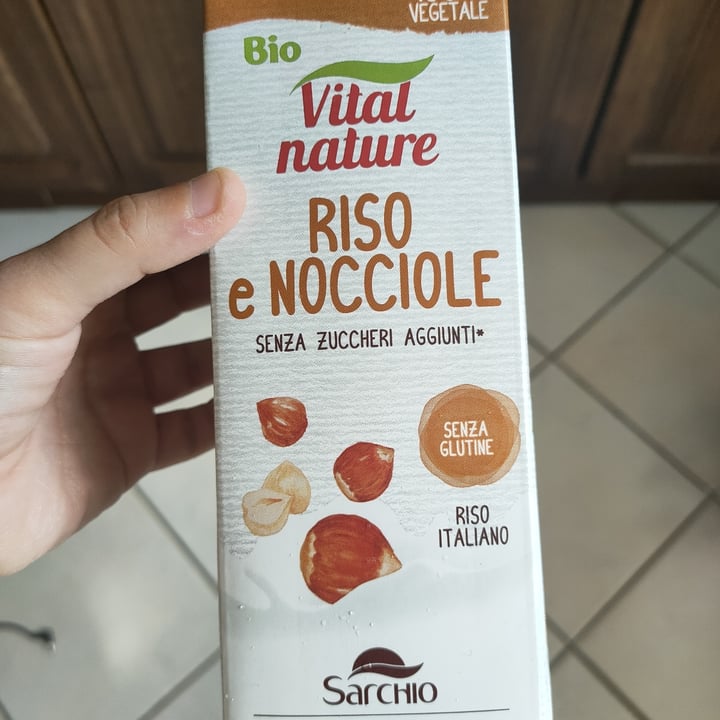 VEGETALE
Bio
Vital
nature
RISO
e NOCCIOLE
SENZA ZUCCHERI AGGIUNTI*
SENZA
GLUTINE
RISO
ITALIANO
SarcHIO